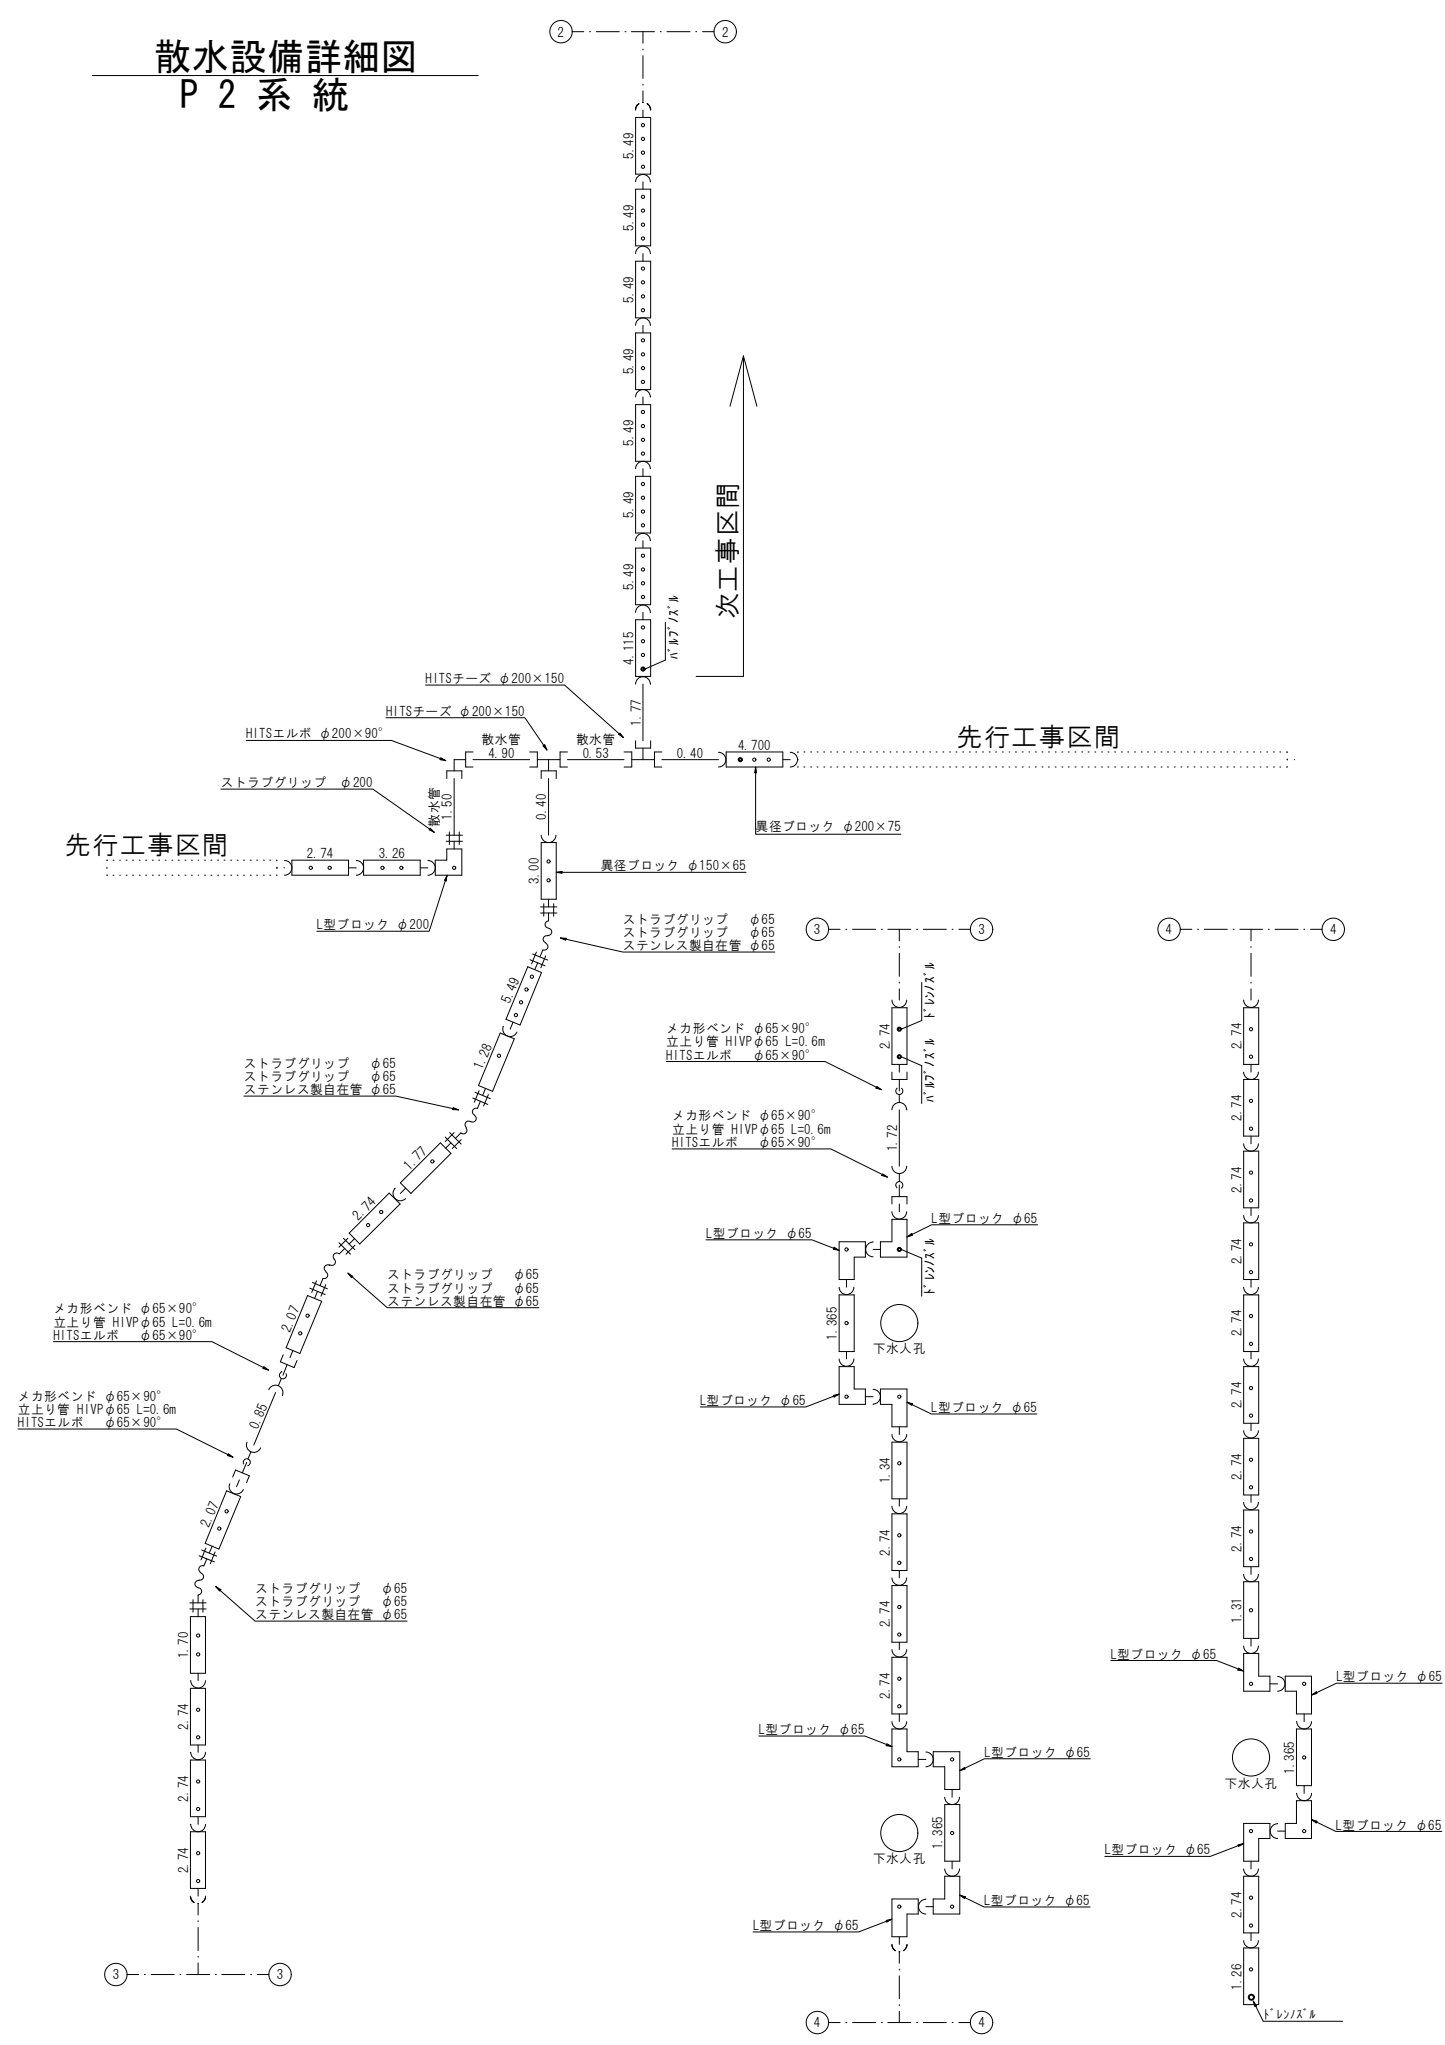 散水設備詳細図
P 2 系 統
2
2
5.49
5.49
5.49
5.49
5.49
5.49
5.49
4.115
ﾊﾞﾙﾌﾞﾉｽﾞﾙ
次工事区間
1.77
HITSチーズ φ200×150
HITSチーズ φ200×150
HITSエルボ φ200×90°
散水管
4.90
散水管
0.53
0.40
4.700
先行工事区間
異径ブロック φ200×75
ストラブグリップ φ200
散水管
1.50
0.40
先行工事区間
2.74
3.26
L型ブロック φ200
3.00
異径ブロック φ150×65
ストラブグリップ φ65
ストラブグリップ φ65
ステンレス製自在管 φ65
5.49
1.28
ストラブグリップ φ65
ストラブグリップ φ65
ステンレス製自在管 φ65
1.77
2.74
ストラブグリップ φ65
ストラブグリップ φ65
ステンレス製自在管 φ65
2.07
メカ形ベンド φ65×90°
立上り管 HIVPφ65 L=0.6m
HITSエルボ φ65×90°
0.85
メカ形ベンド φ65×90°
立上り管 HIVPφ65 L=0.6m
HITSエルボ φ65×90°
2.07
ストラブグリップ φ65
ストラブグリップ φ65
ステンレス製自在管 φ65
1.70
2.74
2.74
2.74
3
3
3
3
2.74
ﾄﾞﾚﾝﾉｽﾞﾙ
ﾊﾞﾙﾌﾞﾉｽﾞﾙ
メカ形ベンド φ65×90°
立上り管 HIVPφ65 L=0.6m
HITSエルボ φ65×90°
1.72
メカ形ベンド φ65×90°
立上り管 HIVPφ65 L=0.6m
HITSエルボ φ65×90°
L型ブロック φ65
L型ブロック φ65
ﾄﾞﾚﾝﾉｽﾞﾙ
1.365
下水人孔
L型ブロック φ65
L型ブロック φ65
1.34
2.74
2.74
2.74
L型ブロック φ65
L型ブロック φ65
1.365
下水人孔
L型ブロック φ65
L型ブロック φ65
4
4
4
4
2.74
2.74
2.74
2.74
2.74
2.74
2.74
2.74
1.31
L型ブロック φ65
L型ブロック φ65
1.365
下水人孔
L型ブロック φ65
L型ブロック φ65
2.74
1.26
ﾄﾞﾚﾝﾉｽﾞﾙ